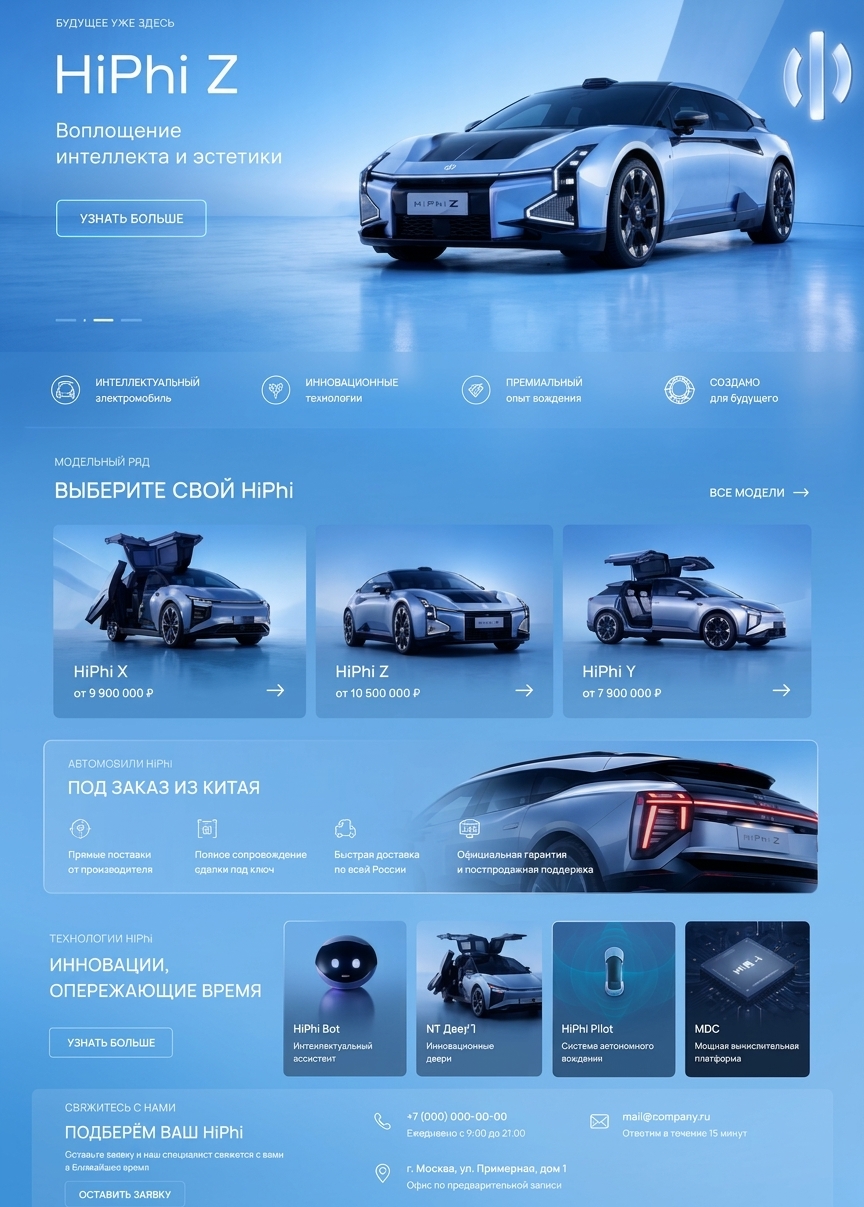 БУДУЩЕЕ УЖЕ ЗДЕСЬ
HiPhi Z
Воплощение
интеллекта и эстетики
УЗНАТЬ БОЛЬШЕ
HIPHI Z
ИНТЕЛЛЕКТУАЛЬНЫЙ
электромобиль
ИННОВАЦИОННЫЕ
технологии
ПРЕМИАЛЬНЫЙ
опыт вождения
СОЗДАНО
для будущего
МОДЕЛЬНЫЙ РЯД
ВЫБЕРИТЕ СВОЙ HiPhi
ВСЕ МОДЕЛИ
HiPhi X
от 9 900 000 ₽
HiPhi Z
от 10 500 000 ₽
HiPhi Y
от 7 900 000 ₽
АВТОМОБИЛИ HiPhi
ПОД ЗАКАЗ ИЗ КИТАЯ
Прямые поставки
от производителя
Полное сопровождение
сделки под ключ
Быстрая доставка
по всей России
Официальная гарантия
и постпродажная поддержка
HIPHI Z
ТЕХНОЛОГИИ HIPhi
ИННОВАЦИИ,
ОПЕРЕЖАЮЩИЕ ВРЕМЯ
УЗНАТЬ БОЛЬШЕ
HiPhi Bot
Интеллектуальный
ассистент
NT
Инновационные
двери
HiPhi Pilot
Система автономного
вождения
MDC
Мощная вычислительная
платформа
СВЯЖИТЕСЬ С НАМИ
ПОДБЕРЁМ ВАШ HiPhi
Оставьте заявку и наш специалист свяжется с вами
в ближайшее время
ОСТАВИТЬ ЗАЯВКУ
+7 (000) 000-00-00
Ежедневно с 9:00 до 21:00
mail@company.ru
Ответим в течение 15 минут
г. Москва, ул. Примерная, дом 1
Офис по предварительной записи